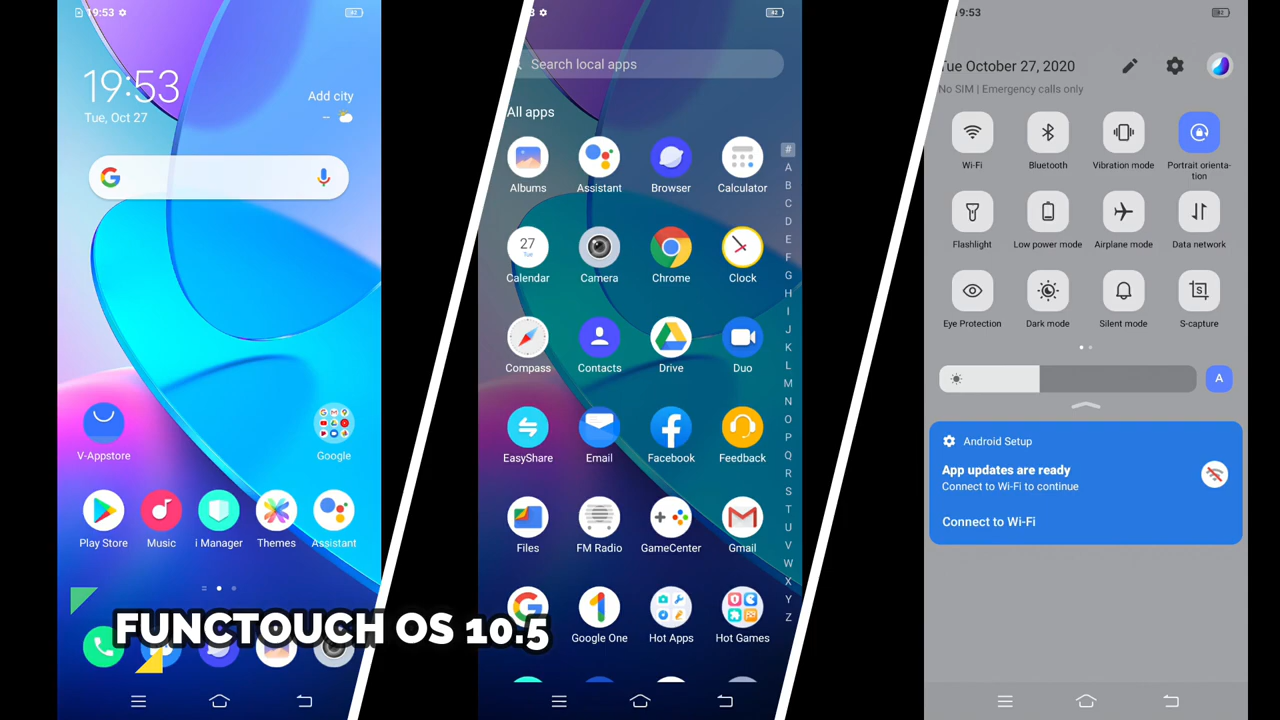 19:53
82
19:53
Tue, Oct 27
Add city
--
V-Appstore
Google
Play Store
Music
i Manager
Themes
Assistant
FUNCTOUCH OS 10.5
3
82
Search local apps
All apps
#
A
B
C
D
E
F
G
H
I
J
K
L
M
N
O
P
Q
R
S
T
U
V
W
X
Y
Z
Albums
Assistant
Browser
Calculator
27
Tue
Calendar
Camera
Chrome
Clock
Compass
Contacts
Drive
Duo
EasyShare
Email
Facebook
Feedback
Files
FM Radio
GameCenter
Gmail
Google One
Hot Apps
Hot Games
19:53
82
Tue October 27, 2020
No SIM | Emergency calls only
Wi-Fi
Bluetooth
Vibration mode
Portrait orienta-
tion
Flashlight
Low power mode
Airplane mode
Data network
Eye Protection
Dark mode
Silent mode
S
S-capture
A
Android Setup
App updates are ready
Connect to Wi-Fi to continue
Connect to Wi-Fi